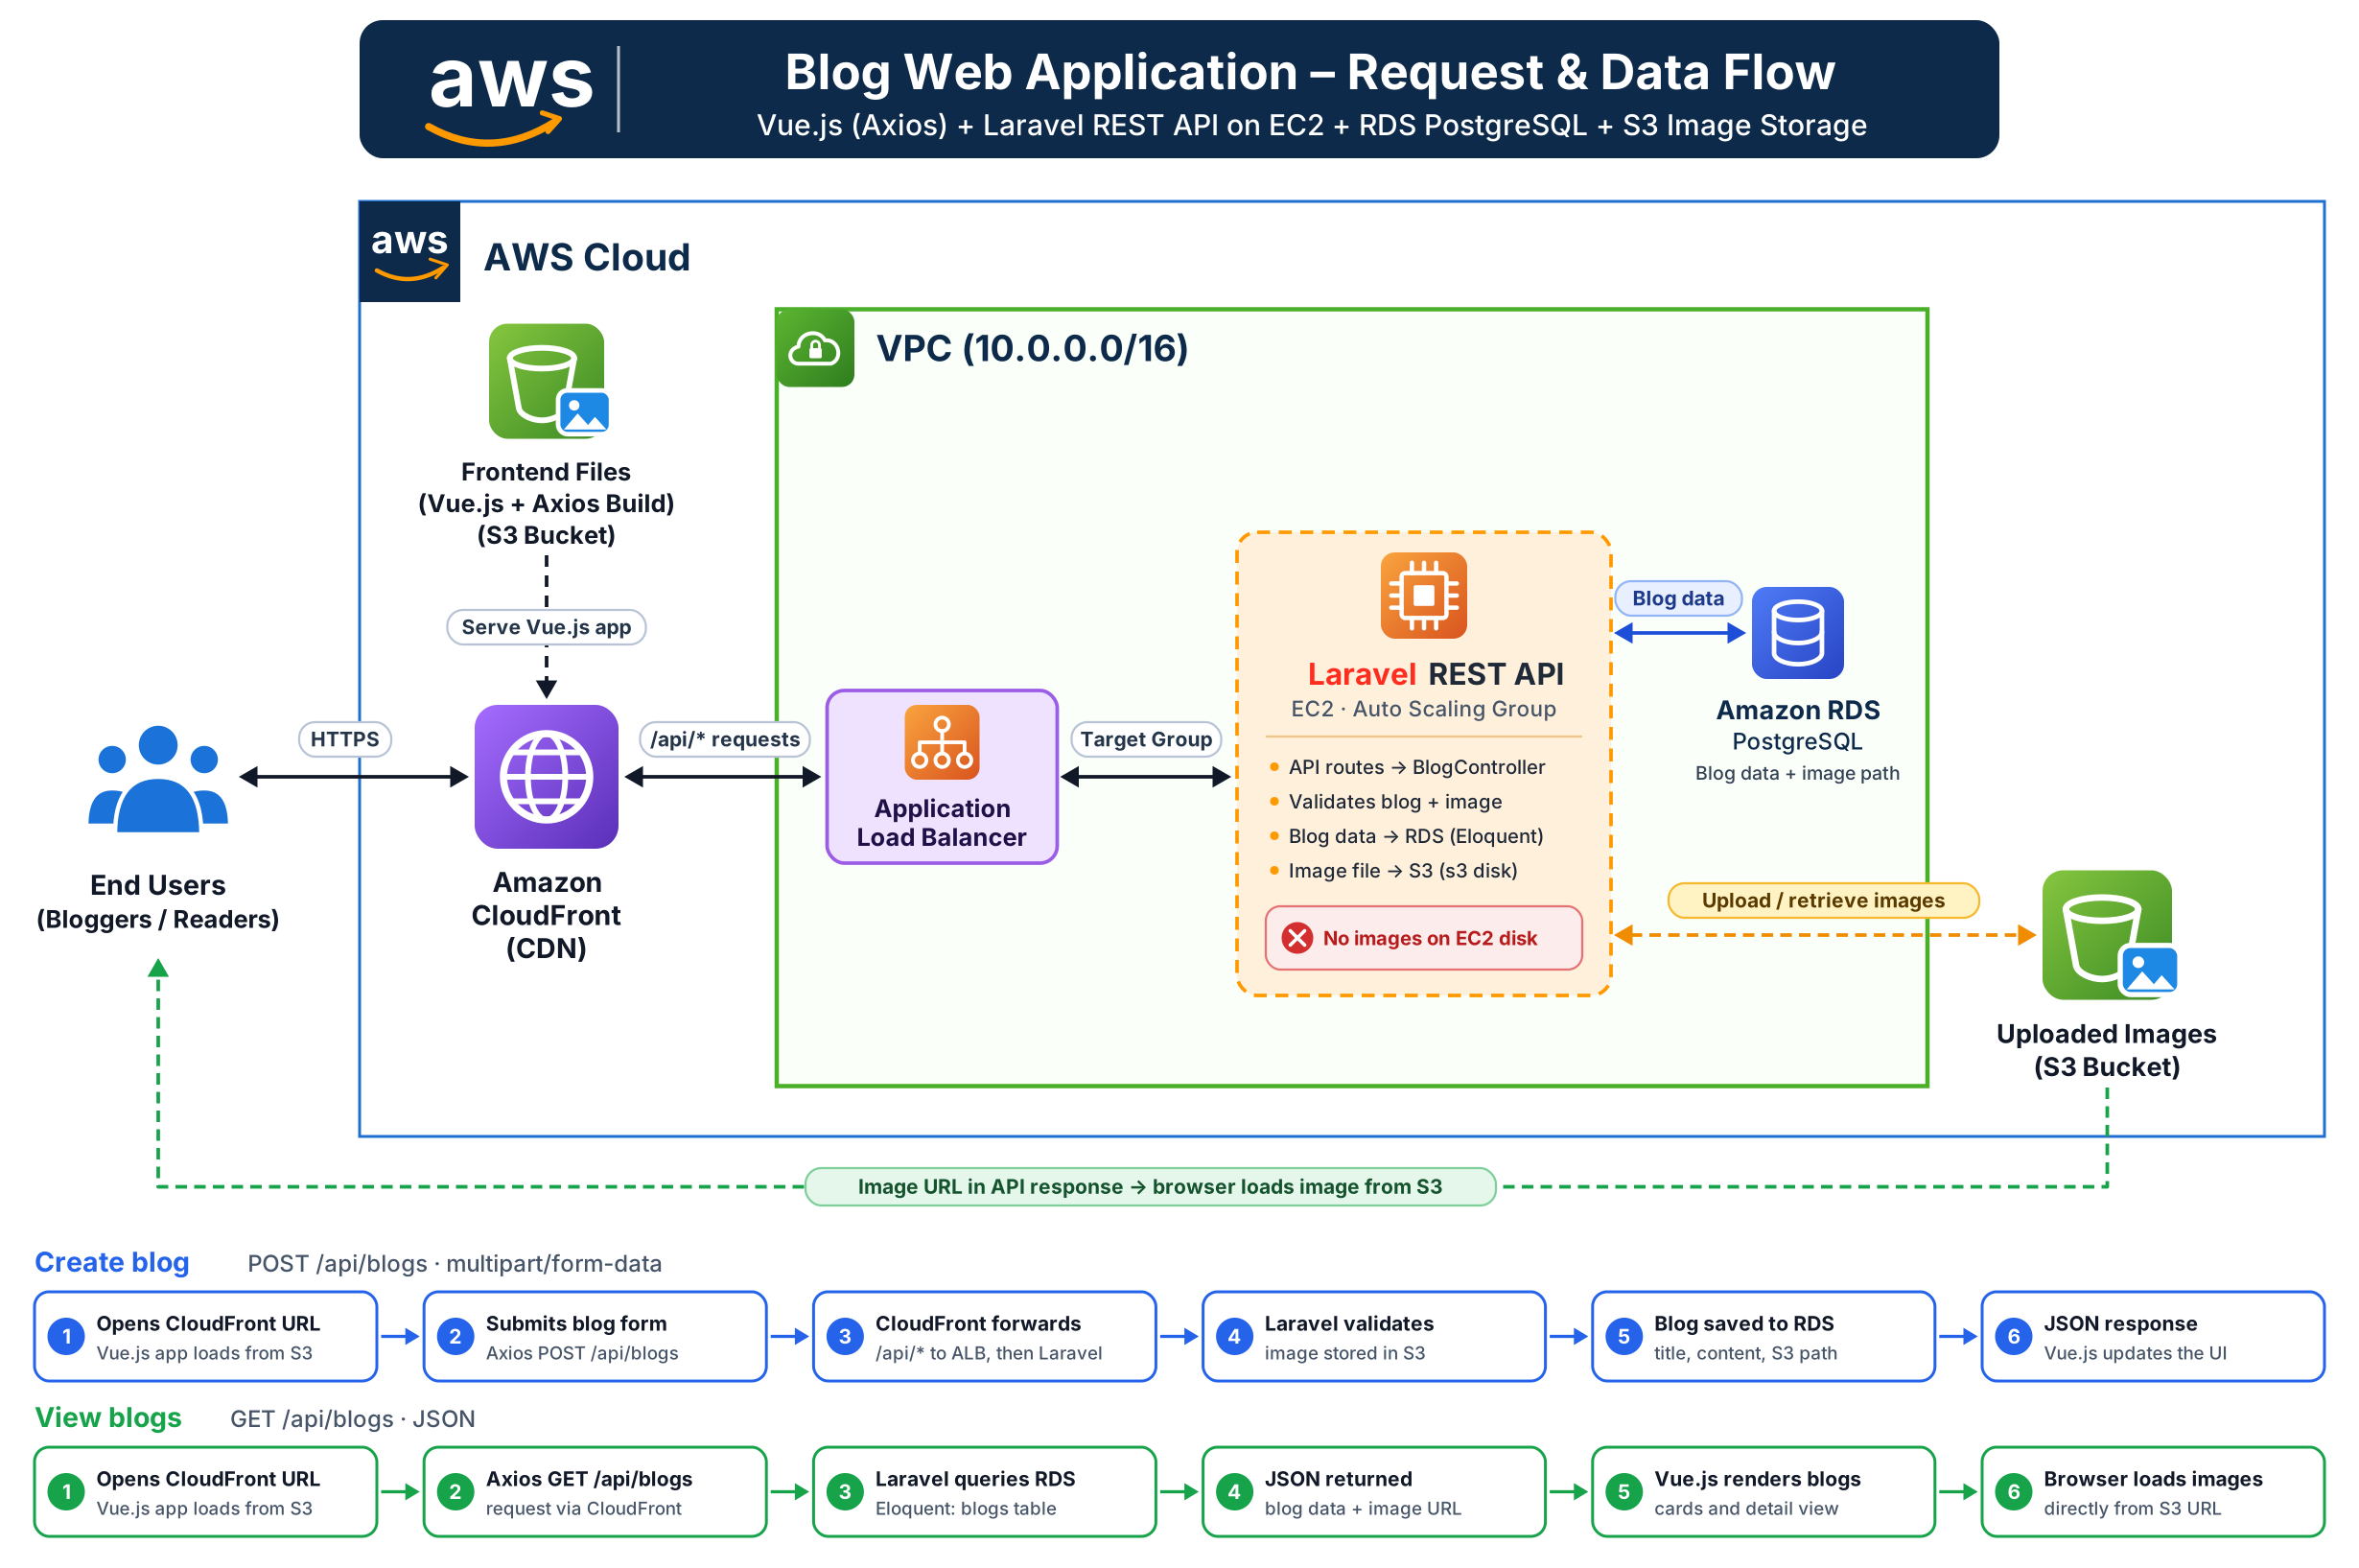 aws
Blog Web Application – Request & Data Flow
Vue.js (Axios) + Laravel REST API on EC2 + RDS PostgreSQL + S3 Image Storage
aws
AWS Cloud
VPC (10.0.0.0/16)
Frontend Files
(Vue.js + Axios Build)
(S3 Bucket)
Serve Vue.js app
HTTPS
End Users
(Bloggers / Readers)
Amazon
CloudFront
(CDN)
/api/* requests
Application
Load Balancer
Target Group
Laravel REST API
EC2 · Auto Scaling Group
API routes → BlogController
Validates blog + image
Blog data → RDS (Eloquent)
Image file → S3 (s3 disk)
No images on EC2 disk
Blog data
Amazon RDS
PostgreSQL
Blog data + image path
Upload / retrieve images
Uploaded Images
(S3 Bucket)
Image URL in API response → browser loads image from S3
Create blog POST /api/blogs · multipart/form-data
1 Opens CloudFront URL
Vue.js app loads from S3
2 Submits blog form
Axios POST /api/blogs
3 CloudFront forwards
/api/* to ALB, then Laravel
4 Laravel validates
image stored in S3
5 Blog saved to RDS
title, content, S3 path
6 JSON response
Vue.js updates the UI
View blogs GET /api/blogs · JSON
1 Opens CloudFront URL
Vue.js app loads from S3
2 Axios GET /api/blogs
request via CloudFront
3 Laravel queries RDS
Eloquent: blogs table
4 JSON returned
blog data + image URL
5 Vue.js renders blogs
cards and detail view
6 Browser loads images
directly from S3 URL